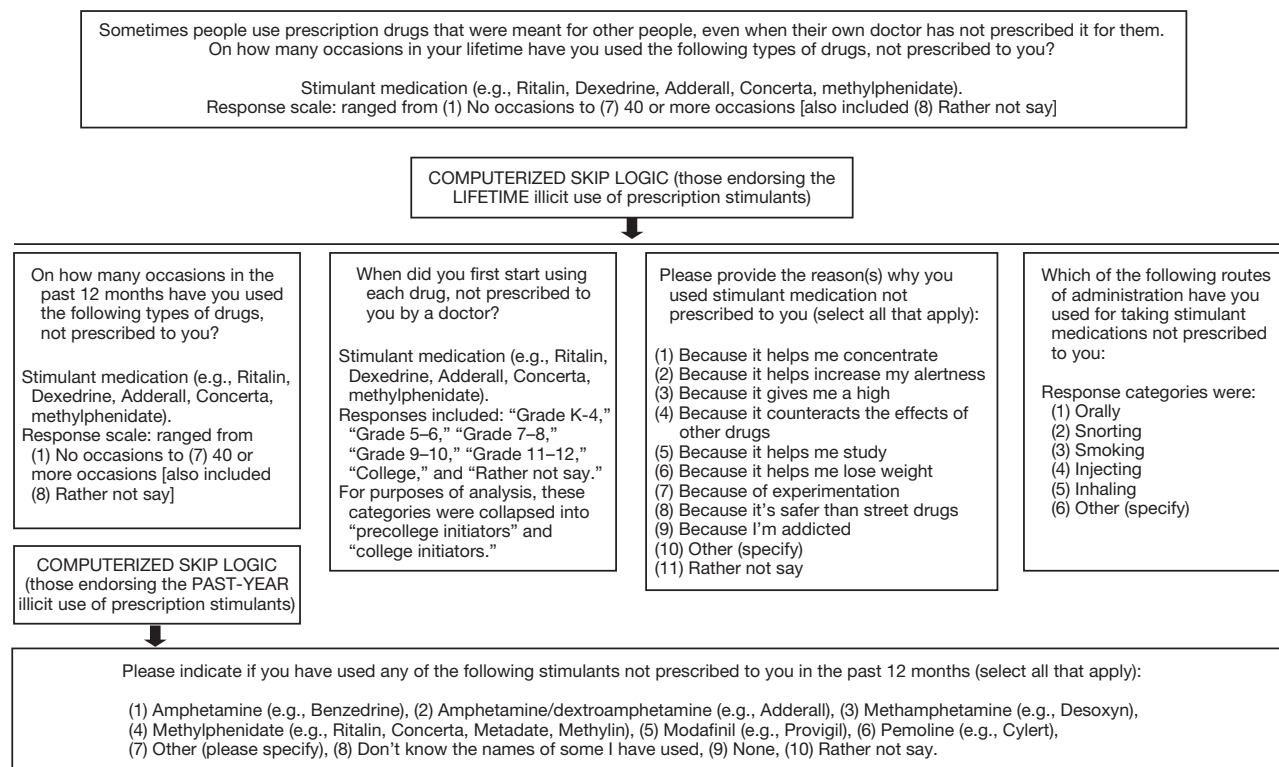 Sometimes people use prescription drugs that were meant for other people, even when their own doctor has not prescribed it for them.
On how many occasions in your lifetime have you used the following types of drugs, not prescribed to you?
Stimulant medication (e.g., Ritalin, Dexedrine, Adderall, Concerta, methylphenidate).
Response scale: ranged from (1) No occasions to (7) 40 or more occasions [also included (8) Rather not say]
COMPUTERIZED SKIP LOGIC (those endorsing the
LIFETIME illicit use of prescription stimulants)
On how many occasions in the
past 12 months have you used
the following types of drugs,
not prescribed to you?
Stimulant medication (e.g., Ritalin,
Dexedrine, Adderall, Concerta,
methylphenidate).
Response scale: ranged from
(1) No occasions to (7) 40 or
more occasions [also included
(8) Rather not say]
When did you first start using
each drug, not prescribed to
you by a doctor?
Stimulant medication (e.g., Ritalin,
Dexedrine, Adderall, Concerta,
methylphenidate).
Responses included: “Grade K-4,”
“Grade 5–6,” “Grade 7–8,”
“Grade 9–10,” “Grade 11–12,”
“College,” and “Rather not say.”
For purposes of analysis, these
categories were collapsed into
“precollege initiators” and
“college initiators.”
Please provide the reason(s) why you
used stimulant medication not
prescribed to you (select all that apply):
(1) Because it helps me concentrate
(2) Because it helps increase my alertness
(3) Because it gives me a high
(4) Because it counteracts the effects of
other drugs
(5) Because it helps me study
(6) Because it helps me lose weight
(7) Because of experimentation
(8) Because it’s safer than street drugs
(9) Because I’m addicted
(10) Other (specify)
(11) Rather not say
Which of the following routes
of administration have you
used for taking stimulant
medications not prescribed
to you:
Response categories were:
(1) Orally
(2) Snorting
(3) Smoking
(4) Injecting
(5) Inhaling
(6) Other (specify)
COMPUTERIZED SKIP LOGIC
(those endorsing the PAST-YEAR
illicit use of prescription stimulants)
Please indicate if you have used any of the following stimulants not prescribed to you in the past 12 months (select all that apply):
(1) Amphetamine (e.g., Benzedrine), (2) Amphetamine/dextroamphetamine (e.g., Adderall), (3) Methamphetamine (e.g., Desoxyn),
(4) Methylphenidate (e.g., Ritalin, Concerta, Metadate, Methylin), (5) Modafinil (e.g., Provigil), (6) Pemoline (e.g., Cylert),
(7) Other (please specify), (8) Don’t know the names of some I have used, (9) None, (10) Rather not say.